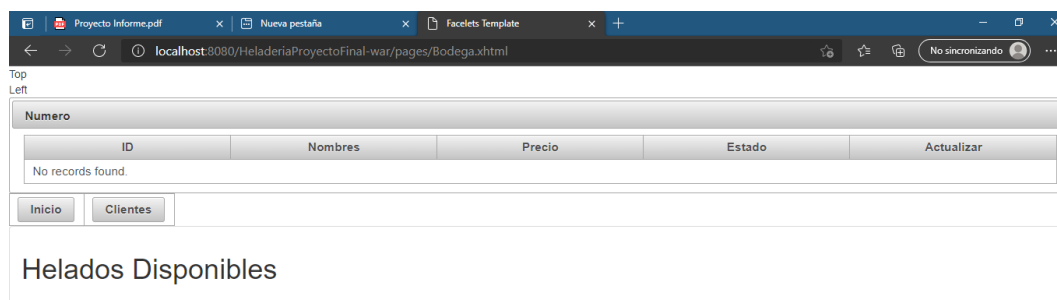 Proyecto Informe.pdf Nueva pestaña Facelets Template
localhost:8080/HeladeriaProyectoFinal-war/pages/Bodega.xhtml No sincronizando
Top
Left
Numero
ID Nombres Precio Estado Actualizar
No records found.
Inicio Clientes
Helados Disponibles